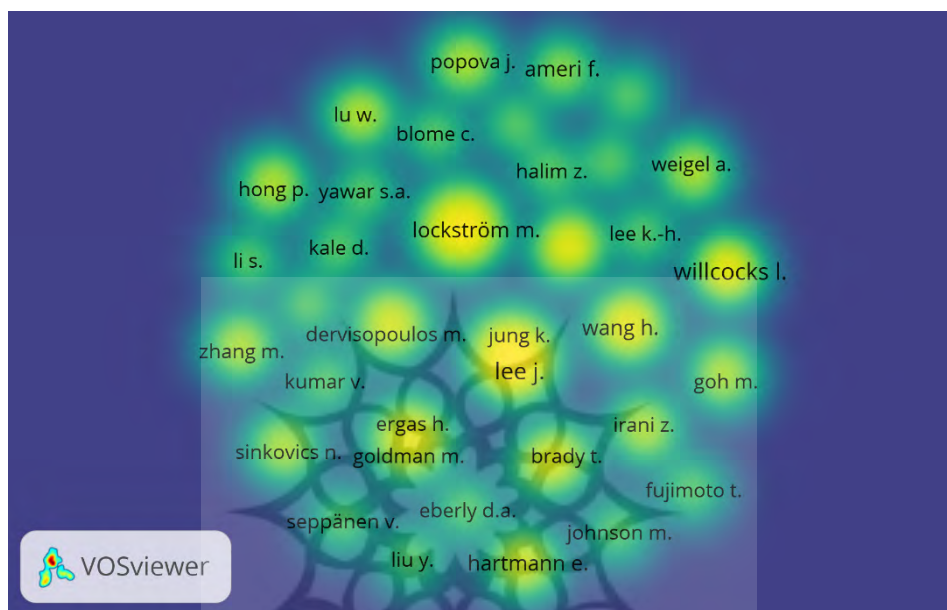 popova j.
ameri f.
lu w.
blome c.
halim z.
weigel a.
hong p.
yawar s.a.
lockström m.
lee k.-h.
kale d.
li s.
willcocks l.
dervisopoulos m.
jung k.
wang h.
zhang m.
lee j.
kumar v.
goh m.
ergas h.
irani z.
sinkovics n.
goldman m.
brady t.
fujimoto t.
eberly d.a.
seppänen v.
johnson m.
liu y.
hartmann e.
VOSviewer